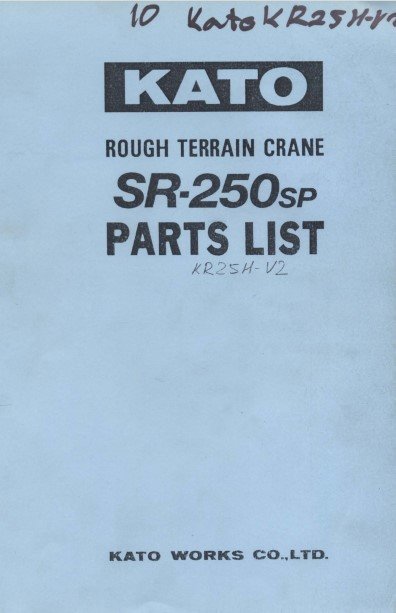 10 Kato KR25H-V2
KATO
ROUGH TERRAIN CRANE
SR-250SP
PARTS LIST
KR25H-V2
KATO WORKS CO.,LTD.